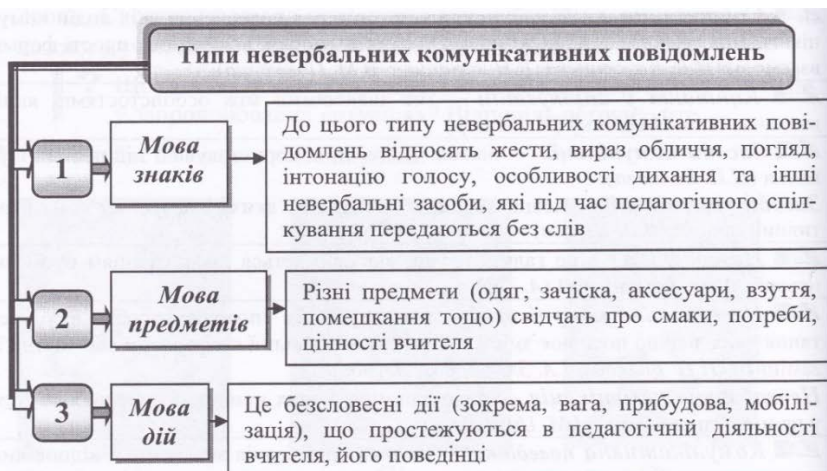 Типи невербальних комунікативних повідомлень
1
Мова
знаків
До цього типу невербальних комунікативних пові-
домлень відносять жести, вираз обличчя, погляд,
інтонацію голосу, особливості дихання та інші
невербальні засоби, які під час педагогічного спіл-
кування передаються без слів
2
Мова
предметів
Різні предмети (одяг, зачіска, аксесуари, взуття,
помешкання тощо) свідчать про смаки, потреби,
цінності вчителя
3
Мова
дій
Це безсловесні дії (зокрема, вага, прибудова, мобілі-
зація), що простежуються в педагогічній діяльності
вчителя, його поведінці